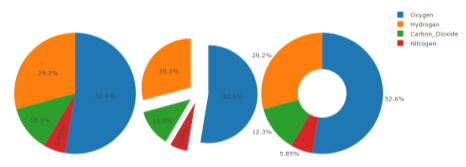 Oxygen
Hydrogen
Carbon_Dioxide
Nitrogen
29.2%
52.6%
12.3%
29.2%
52.6%
12.3%
29.2%
52.6%
12.3%
5.85%